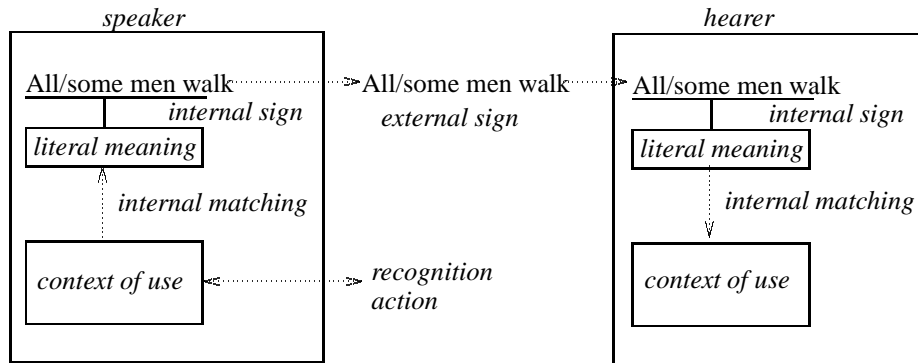 speaker
hearer
All/some men walk
All/some men walk
All/some men walk
internal sign
external sign
internal sign
literal meaning
literal meaning
internal matching
internal matching
context of use
recognition
action
context of use